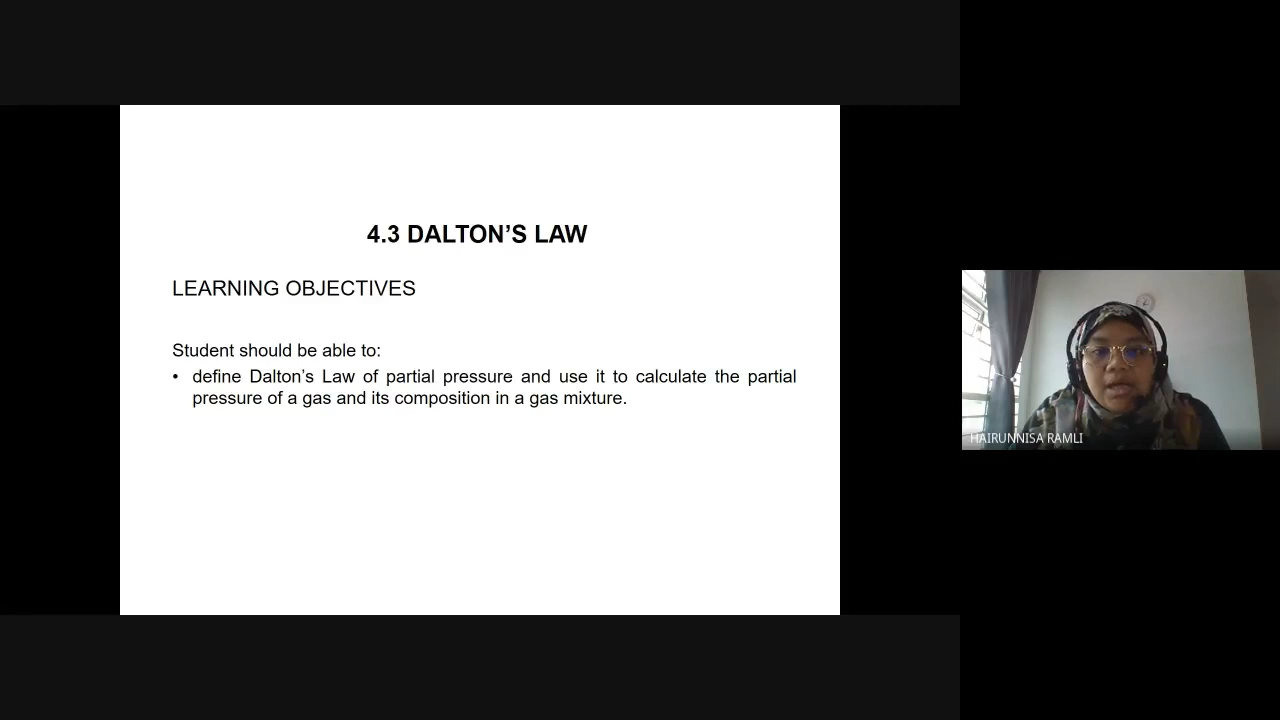 4.3 DALTON’S LAW
LEARNING OBJECTIVES
Student should be able to:
• define Dalton’s Law of partial pressure and use it to calculate the partial
pressure of a gas and its composition in a gas mixture.
HAIRUNNISA RAMLI